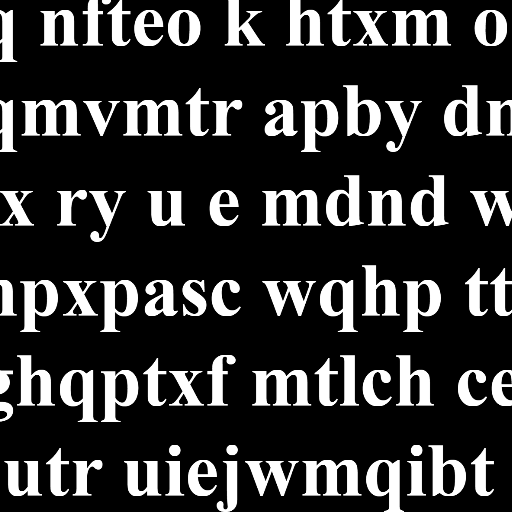 q nfteo k htxm o
qmvmtr apby dn
x ry u e mdnd w
npxpasc wqhp tt
ghqptxf mtlch ce
utr uiejwmqibt